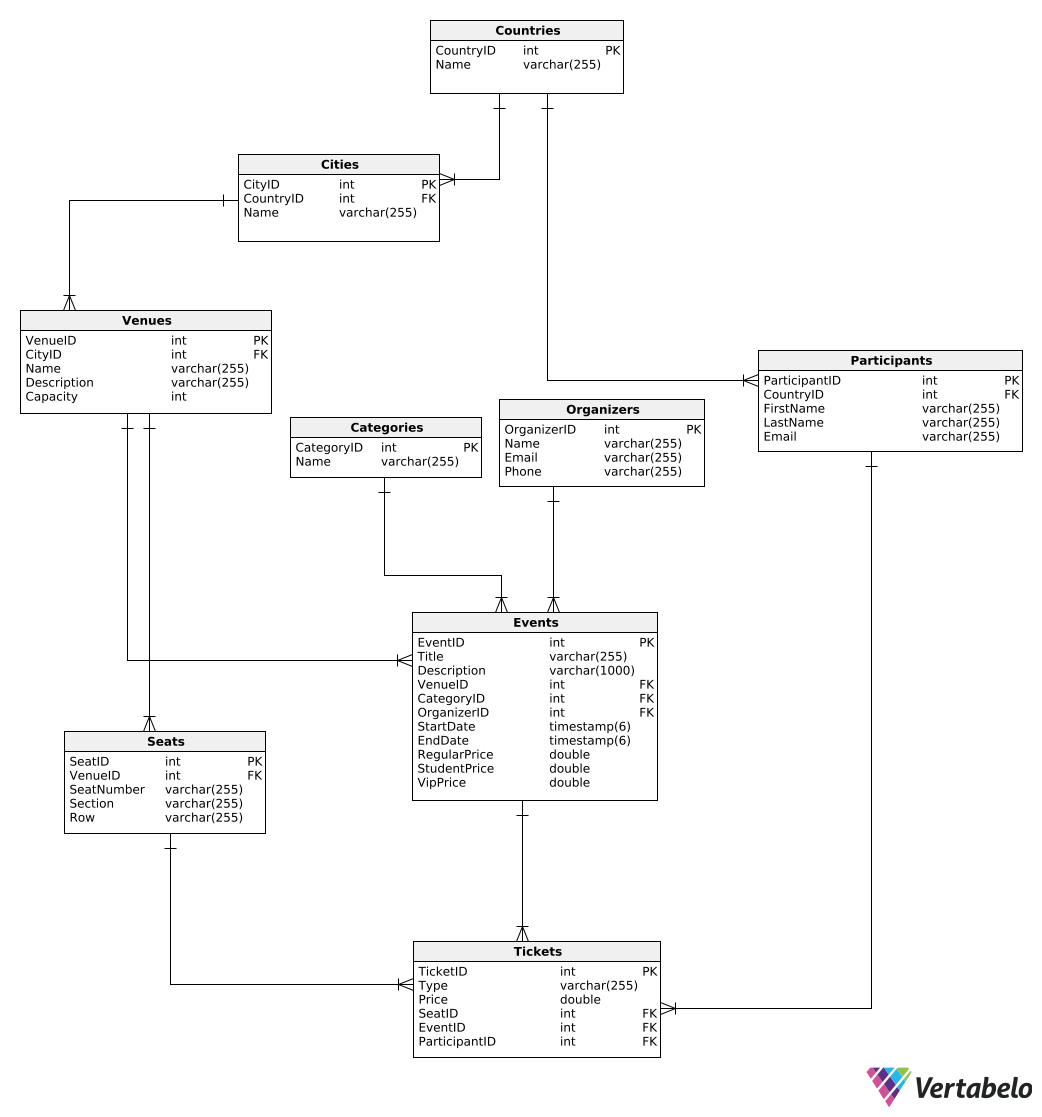 Countries
CountryID int PK
Name varchar(255)
Cities
CityID int PK
CountryID int FK
Name varchar(255)
Venues
VenueID int PK
CityID int FK
Name varchar(255)
Description varchar(255)
Capacity int
Participants
ParticipantID int PK
CountryID int FK
FirstName varchar(255)
LastName varchar(255)
Email varchar(255)
Categories
CategoryID int PK
Name varchar(255)
Organizers
OrganizerID int PK
Name varchar(255)
Email varchar(255)
Phone varchar(255)
Events
EventID int PK
Title varchar(255)
Description varchar(1000)
VenueID int FK
CategoryID int FK
OrganizerID int FK
StartDate timestamp(6)
EndDate timestamp(6)
RegularPrice double
StudentPrice double
VipPrice double
Seats
SeatID int PK
VenueID int FK
SeatNumber varchar(255)
Section varchar(255)
Row varchar(255)
Tickets
TicketID int PK
Type varchar(255)
Price double
SeatID int FK
EventID int FK
ParticipantID int FK
Vertabelo